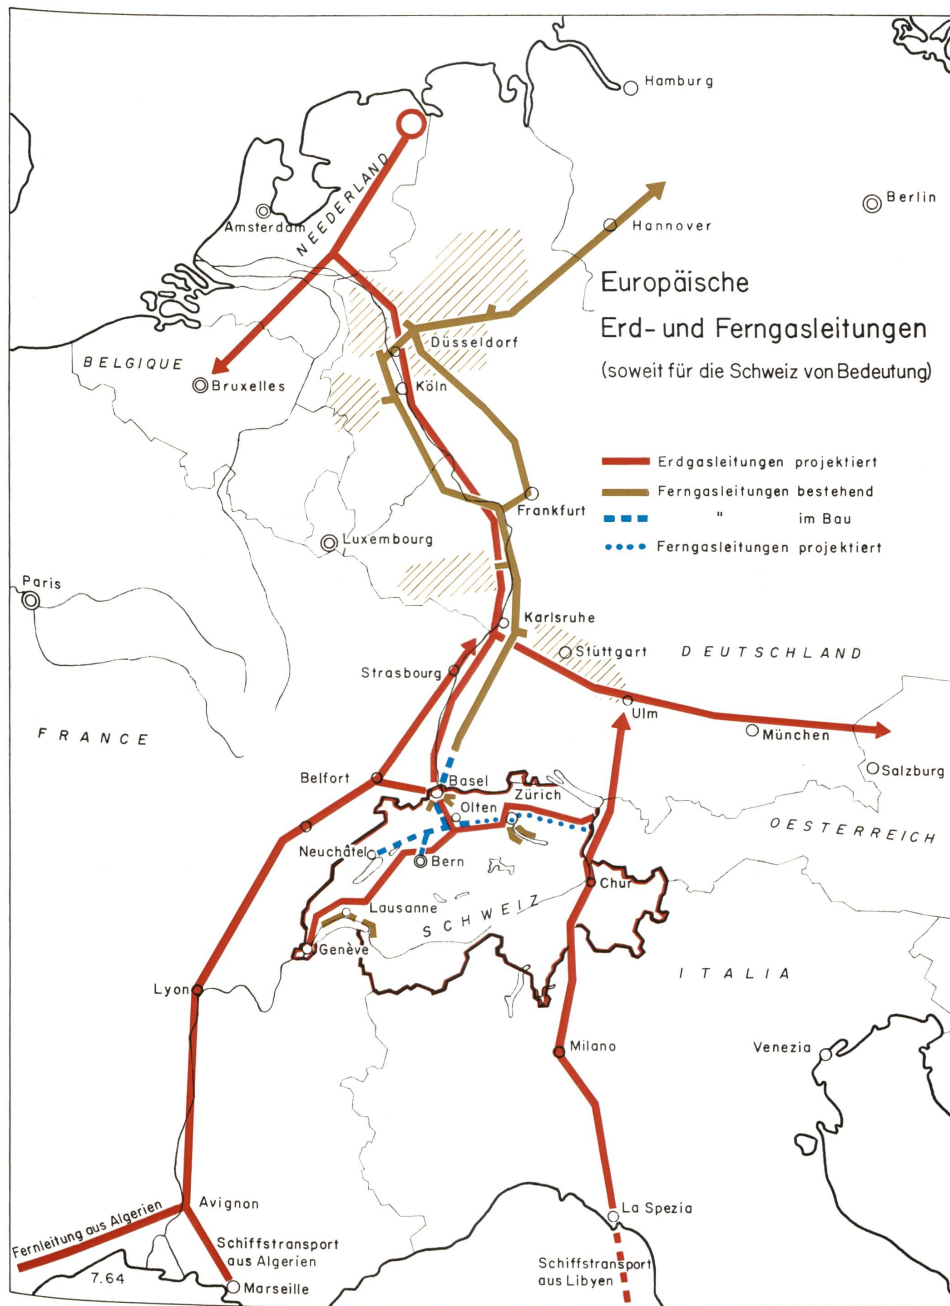 Hamburg
Berlin
Amsterdam
NEEDERLAND
Hannover
Europäische
Erd- und Ferngasleitungen
(soweit für die Schweiz von Bedeutung)
BELGIQUE
Bruxelles
Düsseldorf
Köln
Erdgasleitungen projektiert
Ferngasleitungen bestehend
" im Bau
Ferngasleitungen projektiert
Frankfurt
Luxembourg
Paris
Karlsruhe
Stüttgart
DEUTSCHLAND
Strasbourg
Ulm
München
Salzburg
FRANCE
Belfort
Basel
Zürich
Olten
OESTERREICH
Neuchâtel
Bern
Chur
Lausanne
SCHWEIZ
Genève
ITALIA
Lyon
Milano
Venezia
Avignon
La Spezia
Fernleitung aus Algerien
Schiffstransport
aus Algerien
Schiffstransport
aus Libyen
7.64
Marseille